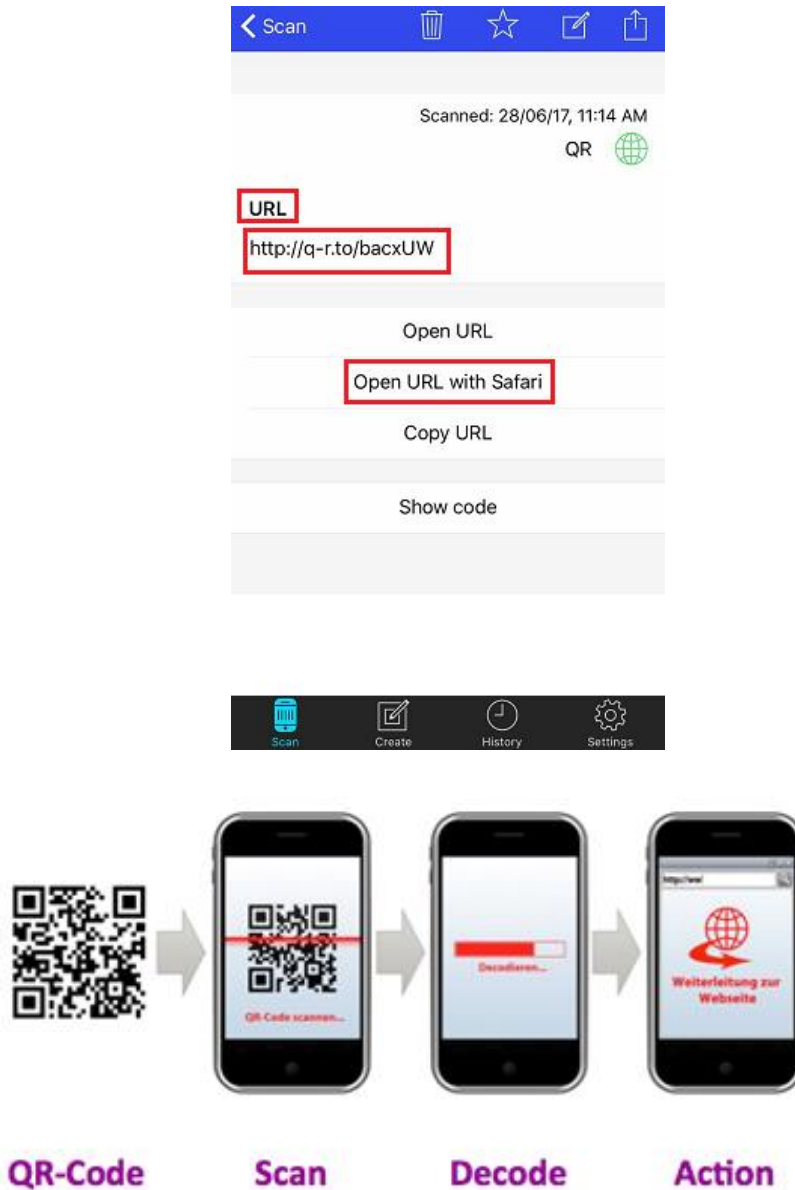 Scan
Scanned: 28/06/17, 11:14 AM
QR
URL
http://q-r.to/bacxUW
Open URL
Open URL with Safari
Copy URL
Show code
Scan Create History Settings
http://ww/
QR-Code scannen...
Decodieren...
Weiterleitung zur
Webseite
QR-Code Scan Decode Action